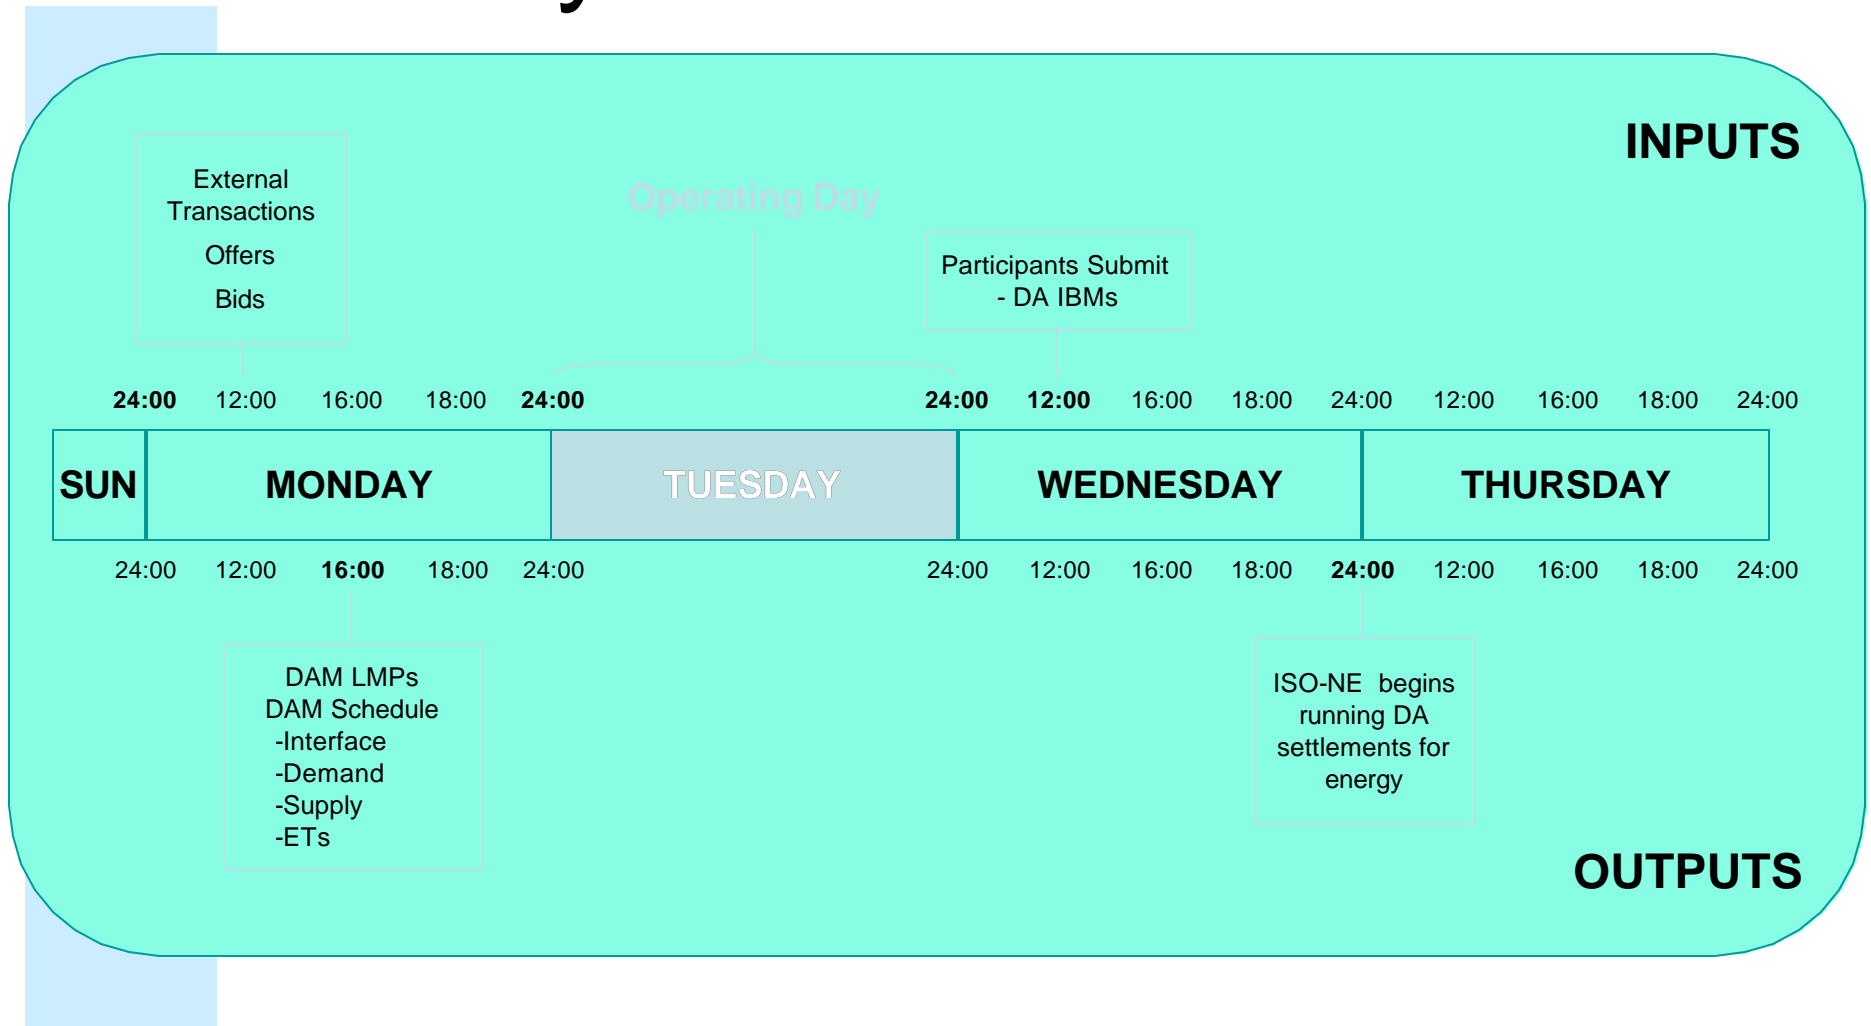 INPUTS
External
Transactions
Offers
Bids
Operating Day
Participants Submit
- DA IBMs
24:00 12:00 16:00 18:00 24:00 24:00 12:00 16:00 18:00 24:00 12:00 16:00 18:00 24:00
SUN MONDAY TUESDAY WEDNESDAY THURSDAY
24:00 12:00 16:00 18:00 24:00 24:00 12:00 16:00 18:00 24:00 12:00 16:00 18:00 24:00
DAM LMPs
DAM Schedule
-Interface
-Demand
-Supply
-ETs
ISO-NE begins
running DA
settlements for
energy
OUTPUTS